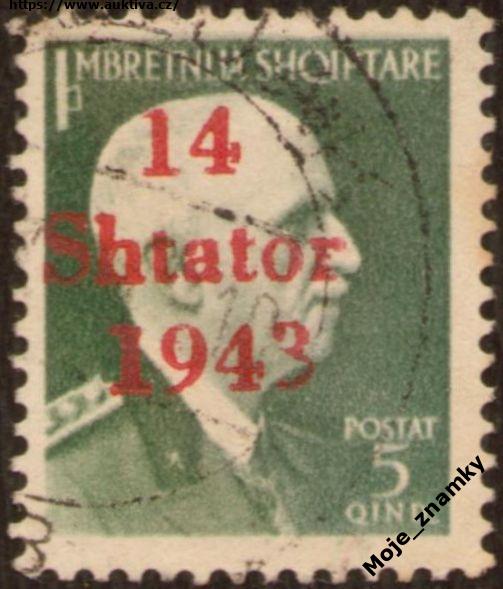 https://www.auktiva.cz/
MBRETNIJA SHQIPTARE
14
Shtator
1943
POSTAT
5
QIND.
Moje_znamky